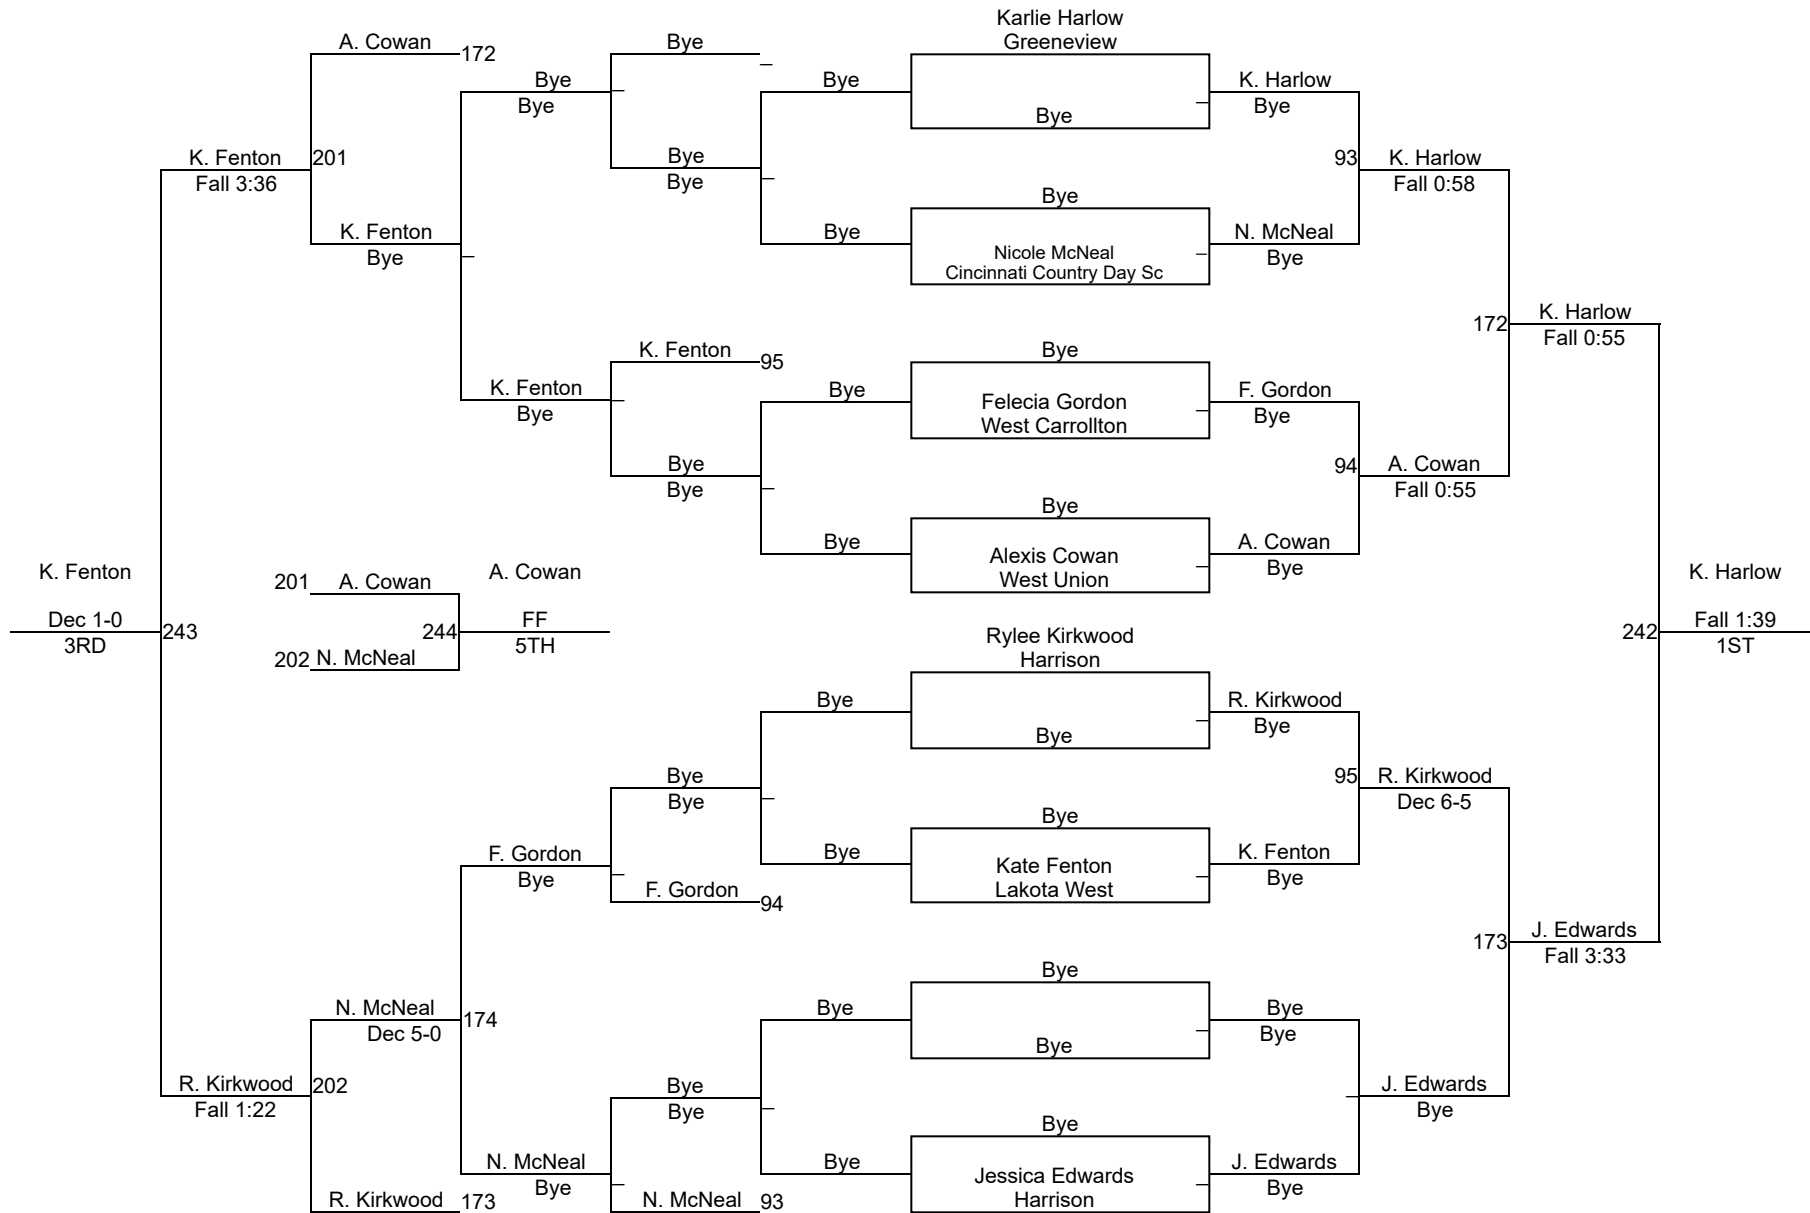 Karlie Harlow
Greeneview
A. Cowan
172
Bye
Bye
Bye
Bye
K. Harlow
Bye
Bye
Bye
K. Fenton
201
Bye
93
K. Harlow
Fall 3:36
Bye
Fall 0:58
Bye
K. Fenton
Bye
N. McNeal
Bye
Nicole McNeal
Bye
Cincinnati Country Day Sc
K. Harlow
172
Fall 0:55
K. Fenton
95
Bye
K. Fenton
Bye
F. Gordon
Bye
Felecia Gordon
Bye
West Carrollton
Bye
94
A. Cowan
Bye
Fall 0:55
Bye
Bye
A. Cowan
Alexis Cowan
Bye
West Union
K. Fenton
201
A. Cowan
A. Cowan
K. Harlow
Dec 1-0
243
244
FF
242
Fall 1:39
3RD
202
N. McNeal
5TH
1ST
Rylee Kirkwood
Harrison
Bye
R. Kirkwood
Bye
Bye
Bye
95
R. Kirkwood
Bye
Dec 6-5
Bye
F. Gordon
Bye
K. Fenton
Bye
Kate Fenton
Bye
F. Gordon
94
Lakota West
173
J. Edwards
Fall 3:33
Bye
N. McNeal
174
Bye
Bye
Dec 5-0
Bye
Bye
R. Kirkwood
202
Bye
J. Edwards
Fall 1:22
Bye
Bye
Bye
N. McNeal
Bye
J. Edwards
Bye
Jessica Edwards
Bye
R. Kirkwood
173
N. McNeal
93
Harrison